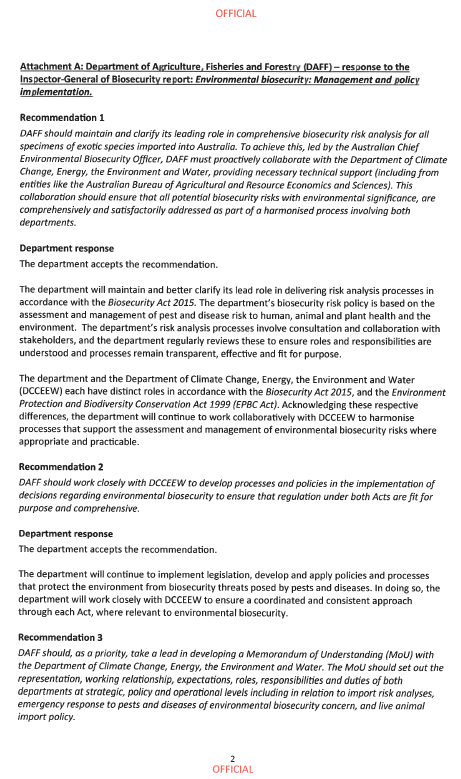 OFFICIAL
Attachment A: Department of Agriculture, Fisheries and Forestry (DAFF) – response to the
Inspector-General of Biosecurity report: Environmental biosecurity: Management and policy
implementation.
Recommendation 1
DAFF should maintain and clarify its leading role in comprehensive biosecurity risk analysis for all
specimens of exotic species imported into Australia. To achieve this, led by the Australian Chief
Environmental Biosecurity Officer, DAFF must proactively collaborate with the Department of Climate
Change, Energy, the Environment and Water, providing necessary technical support (including from
entities like the Australian Bureau of Agricultural and Resource Economics and Sciences). This
collaboration should ensure that all potential biosecurity risks with environmental significance, are
comprehensively and satisfactorily addressed as part of a harmonised process involving both
departments.
Department response
The department accepts the recommendation.
The department will maintain and better clarify its lead role in delivering risk analysis processes in
accordance with the Biosecurity Act 2015. The department's biosecurity risk policy is based on the
assessment and management of pest and disease risk to human, animal and plant health and the
environment. The department's risk analysis processes involve consultation and collaboration with
stakeholders, and the department regularly reviews these to ensure roles and responsibilities are
understood and processes remain transparent, effective and fit for purpose.
The department and the Department of Climate Change, Energy, the Environment and Water
(DCCEEW) each have distinct roles in accordance with the Biosecurity Act 2015, and the Environment
Protection and Biodiversity Conservation Act 1999 (EPBC Act). Acknowledging these respective
differences, the department will continue to work collaboratively with DCCEEW to harmonise
processes that support the assessment and management of environmental biosecurity risks where
appropriate and practicable.
Recommendation 2
DAFF should work closely with DCCEEW to develop processes and policies in the implementation of
decisions regarding environmental biosecurity to ensure that regulation under both Acts are fit for
purpose and comprehensive.
Department response
The department accepts the recommendation.
The department will continue to implement legislation, develop and apply policies and processes
that protect the environment from biosecurity threats posed by pests and diseases. In doing so, the
department will work closely with DCCEEW to ensure a coordinated and consistent approach
through each Act, where relevant to environmental biosecurity.
Recommendation 3
DAFF should, as a priority, take a lead in developing a Memorandum of Understanding (MoU) with
the Department of Climate Change, Energy, the Environment and Water. The MoU should set out the
representation, working relationship, expectations, roles, responsibilities and duties of both
departments at strategic, policy and operational levels including in relation to import risk analyses,
emergency response to pests and diseases of environmental biosecurity concern, and live animal
import policy.
2
OFFICIAL